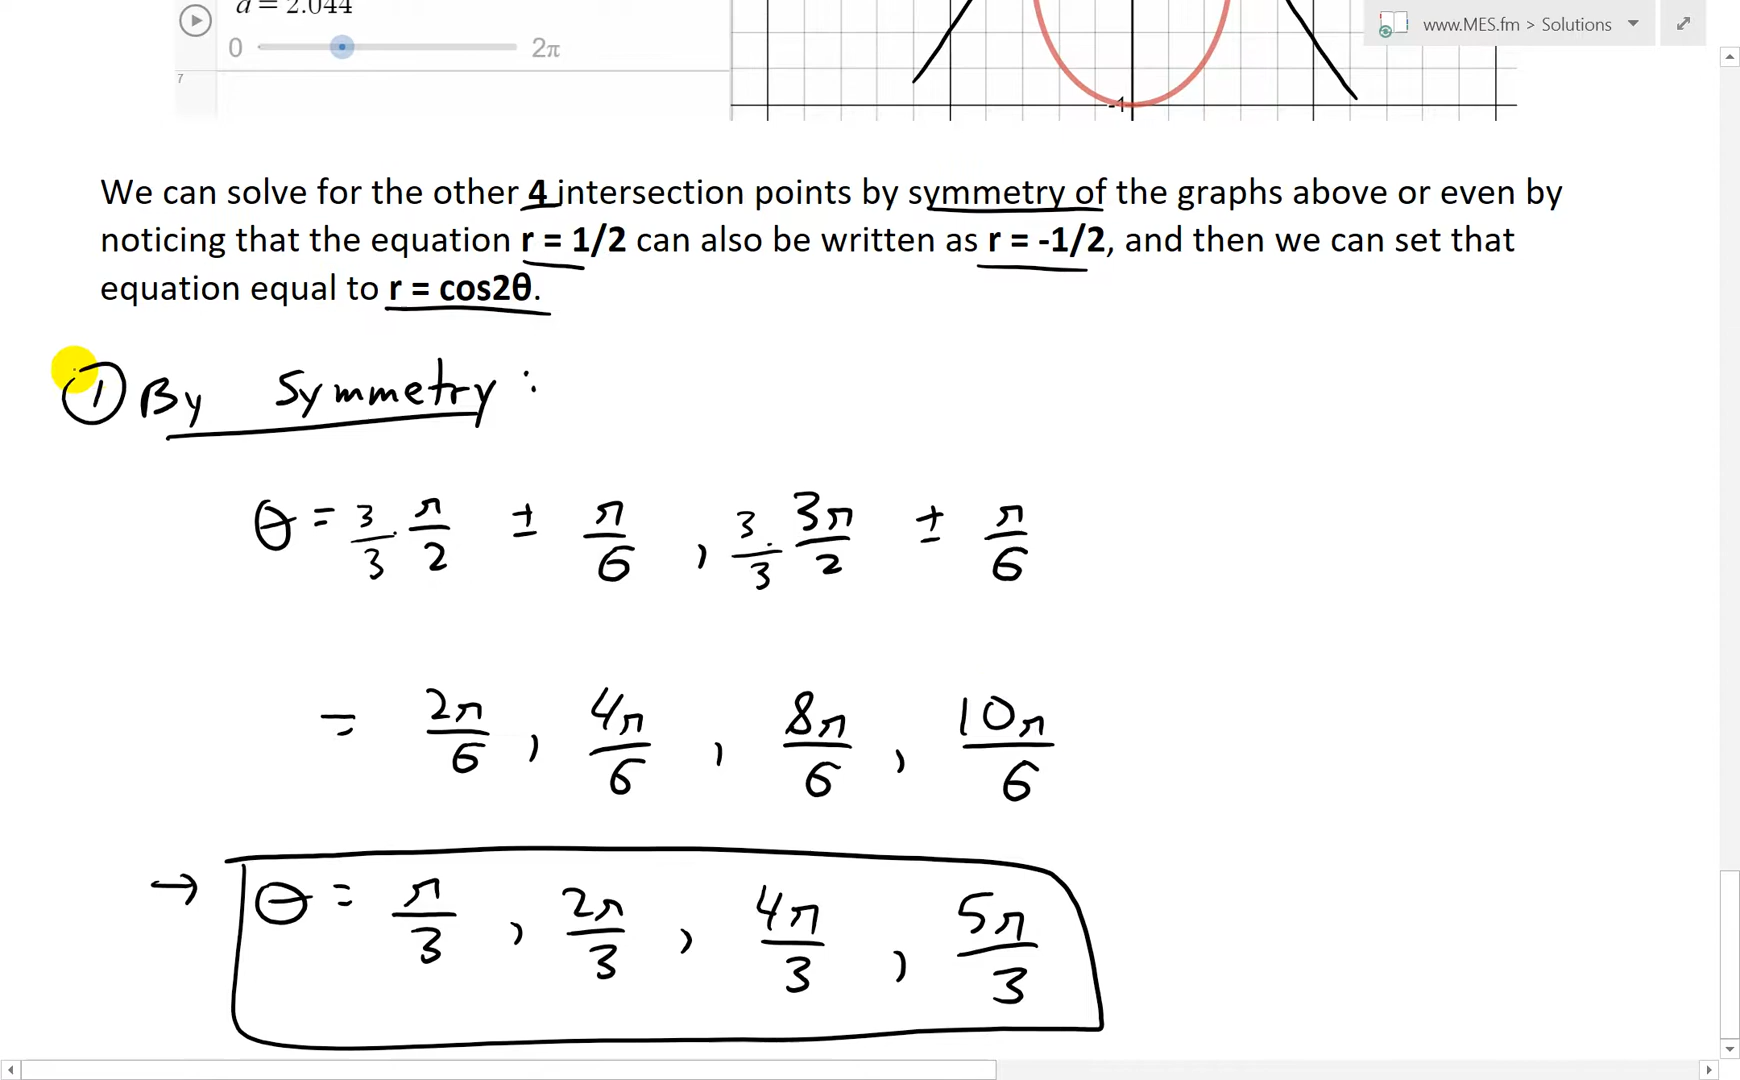 a = 2.044
0 2π
7
www.MES.fm > Solutions
-1
We can solve for the other 4 intersection points by symmetry of the graphs above or even by
noticing that the equation r = 1/2 can also be written as r = -1/2, and then we can set that
equation equal to r = cos2θ.
① By Symmetry :
θ = 3/3 · π/2 ± π/6 , 3/3 · 3π/2 ± π/6
= 2π/6 , 4π/6 , 8π/6 , 10π/6
→ θ = π/3 , 2π/3 , 4π/3 , 5π/3